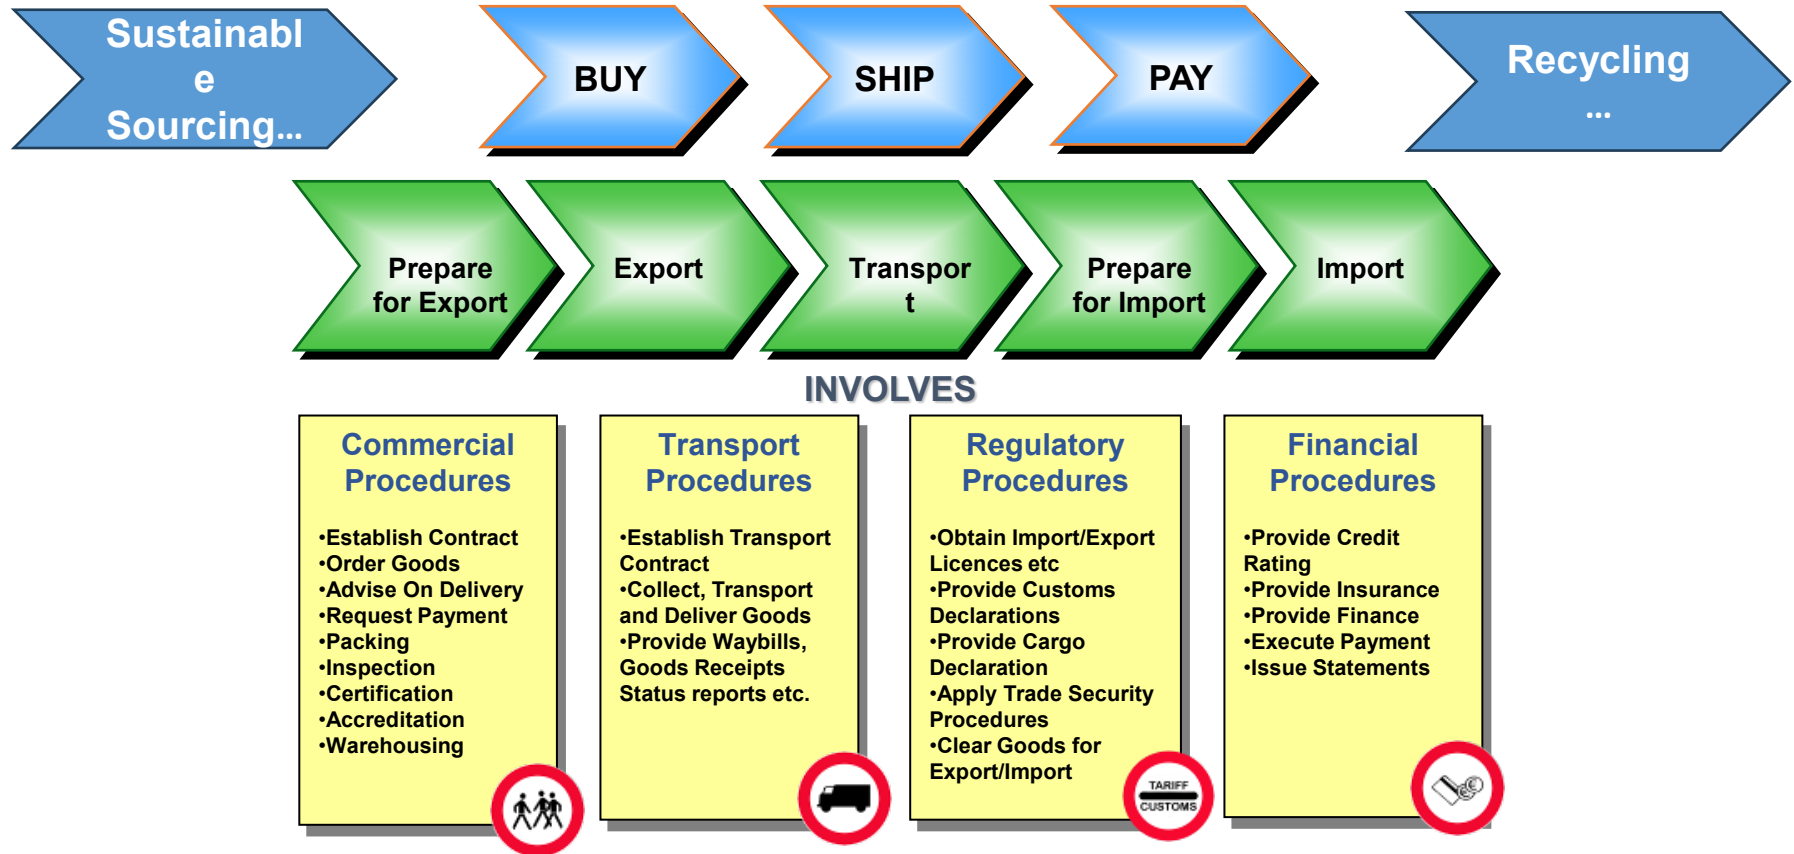 Sustainabl
e
Sourcing...
BUY
SHIP
PAY
Recycling
...
Prepare
for Export
Export
Transpor
t
Prepare
for Import
Import
INVOLVES
Commercial
Procedures
•Establish Contract
•Order Goods
•Advise On Delivery
•Request Payment
•Packing
•Inspection
•Certification
•Accreditation
•Warehousing
Transport
Procedures
•Establish Transport
Contract
•Collect, Transport
and Deliver Goods
•Provide Waybills,
Goods Receipts
Status reports etc.
Regulatory
Procedures
•Obtain Import/Export
Licences etc
•Provide Customs
Declarations
•Provide Cargo
Declaration
•Apply Trade Security
Procedures
•Clear Goods for
Export/Import
TARIFF
CUSTOMS
Financial
Procedures
•Provide Credit
Rating
•Provide Insurance
•Provide Finance
•Execute Payment
•Issue Statements